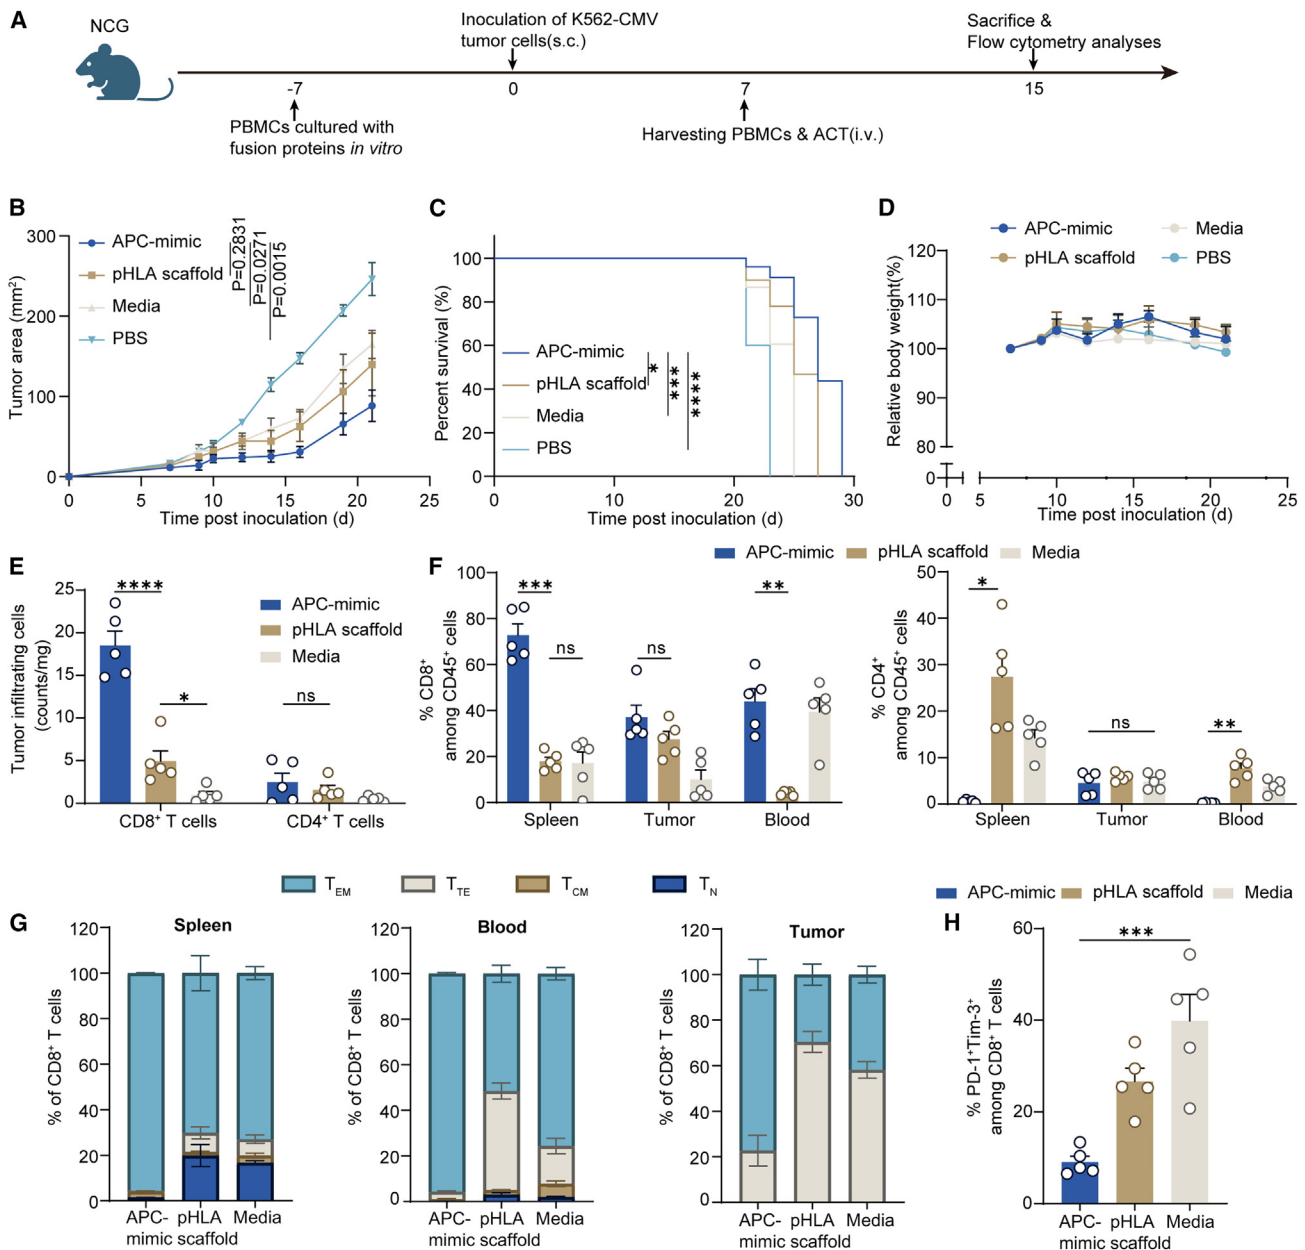 A
NCG
Inoculation of K562-CMV
tumor cells(s.c.)
Sacrifice &
Flow cytometry analyses
-7
0
7
15
PBMCs cultured with
fusion proteins in vitro
Harvesting PBMCs & ACT(i.v.)
B
APC-mimic
pHLA scaffold
Media
PBS
P=0.2831
P=0.0271
P=0.0015
Tumor area (mm²)
300
200
100
0
0 5 10 15 20 25
Time post inoculation (d)
C
Percent survival (%)
100
80
60
40
20
0
APC-mimic
pHLA scaffold
Media
PBS
*
***
****
0 10 20 30
Time post inoculation (d)
D
APC-mimic
pHLA scaffold
Media
PBS
Relative body weight(%)
120
110
100
90
80
0
0 5 10 15 20 25
Time post inoculation (d)
E
Tumor infiltrating cells
(counts/mg)
25
20
15
10
5
0
****
*
ns
APC-mimic
pHLA scaffold
Media
CD8⁺ T cells CD4⁺ T cells
F
APC-mimic pHLA scaffold Media
% CD8⁺
among CD45⁺ cells
100
80
60
40
20
0
***
ns
ns
**
Spleen Tumor Blood
% CD4⁺
among CD45⁺ cells
50
40
30
20
10
0
*
ns
**
Spleen Tumor Blood
G
T_EM T_TE T_CM T_N
Spleen
% of CD8⁺ T cells
120
100
80
60
40
20
0
APC- pHLA Media
mimic scaffold
Blood
% of CD8⁺ T cells
120
100
80
60
40
20
0
APC- pHLA Media
mimic scaffold
Tumor
% of CD8⁺ T cells
120
100
80
60
40
20
0
APC- pHLA Media
mimic scaffold
H
APC-mimic pHLA scaffold Media
% PD-1⁺Tim-3⁺
among CD8⁺ T cells
60
40
20
0
***
APC- pHLA Media
mimic scaffold